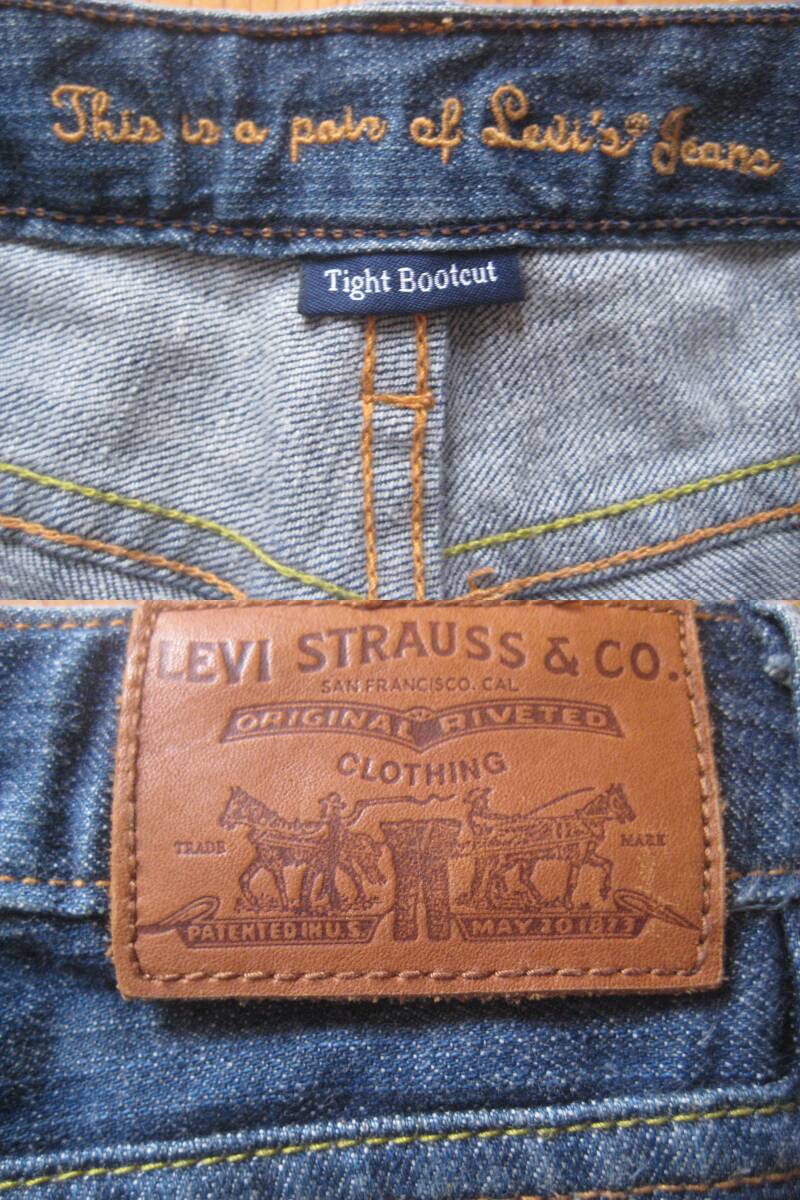 This is a pair of Levi's® Jeans
Tight Bootcut
LEVI STRAUSS & CO.
SAN FRANCISCO. CAL
ORIGINAL RIVETED
CLOTHING
TRADE MARK
PATENTED IN U.S. MAY 20 1873